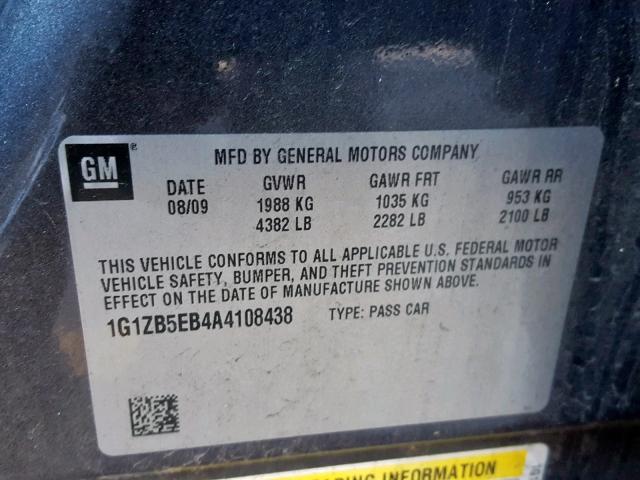 GM ®
MFD BY GENERAL MOTORS COMPANY
DATE GVWR GAWR FRT GAWR RR
08/09 1988 KG 1035 KG 953 KG
4382 LB 2282 LB 2100 LB
THIS VEHICLE CONFORMS TO ALL APPLICABLE U.S. FEDERAL MOTOR
VEHICLE SAFETY, BUMPER, AND THEFT PREVENTION STANDARDS IN
EFFECT ON THE DATE OF MANUFACTURE SHOWN ABOVE.
1G1ZB5EB4A4108438 TYPE: PASS CAR
INFORMATION